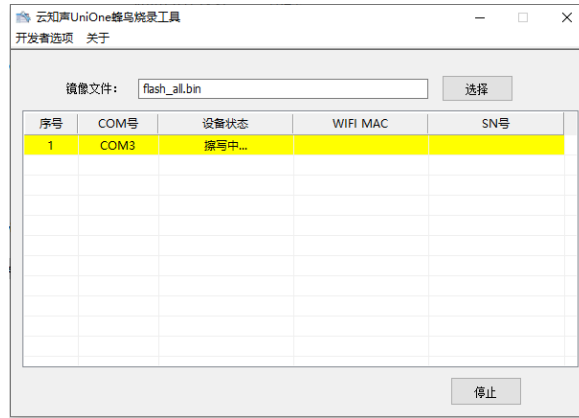 云知声UniOne蜂鸟烧录工具
开发者选项 关于
镜像文件: flash_all.bin 选择
序号 COM号 设备状态 WIFI MAC SN号
1 COM3 擦写中...
停止